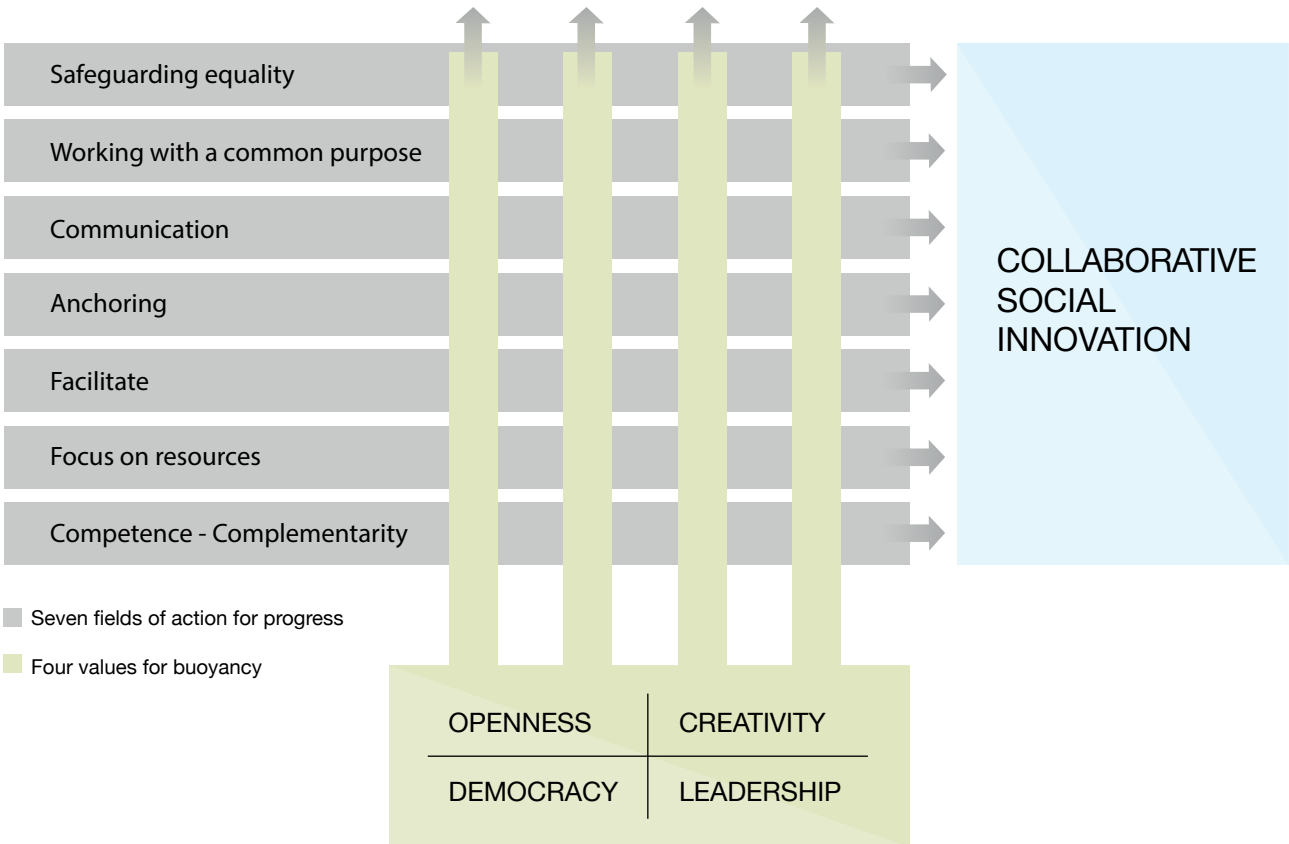 Safeguarding equality
Working with a common purpose
Communication
Anchoring
Facilitate
Focus on resources
Competence - Complementarity
COLLABORATIVE
SOCIAL
INNOVATION
Seven fields of action for progress
Four values for buoyancy
OPENNESS
CREATIVITY
DEMOCRACY
LEADERSHIP